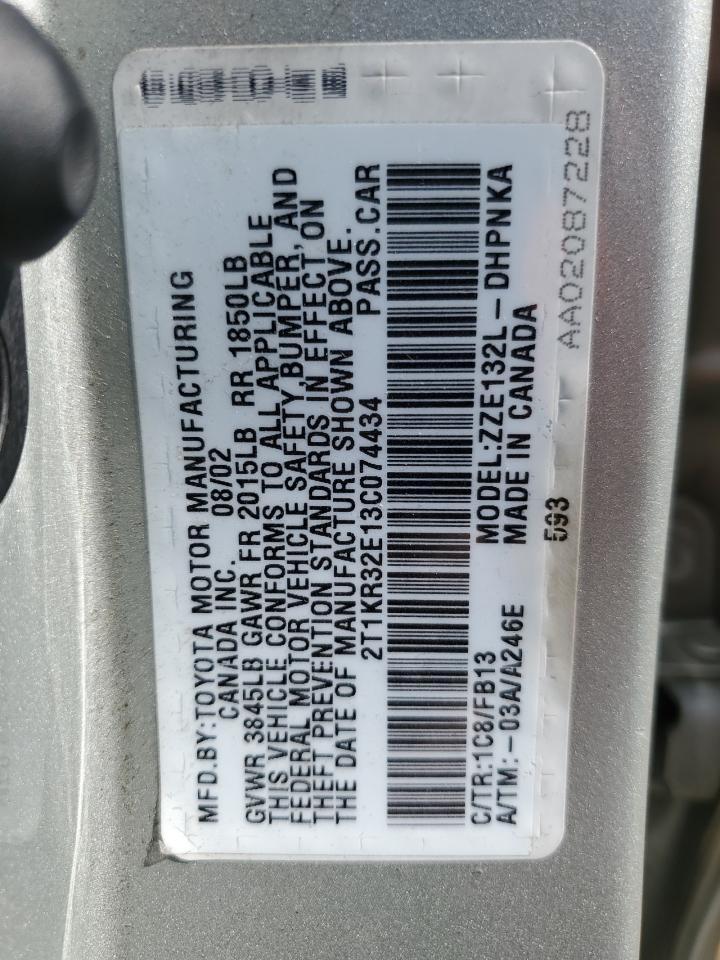 MFD.BY:TOYOTA MOTOR MANUFACTURING
CANADA INC. 08/02
GVWR 3845LB GAWR FR 2015LB RR 1850LB
THIS VEHICLE CONFORMS TO ALL APPLICABLE
FEDERAL MOTOR VEHICLE SAFETY, BUMPER, AND
THEFT PREVENTION STANDARDS IN EFFECT ON
THE DATE OF MANUFACTURE SHOWN ABOVE.
2T1KR32E13C074434 PASS.CAR
C/TR:1C8/FB13 MODEL:ZZE132L-DHPNKA
A/TM:-03A/A246E MADE IN CANADA
593
AA02087228